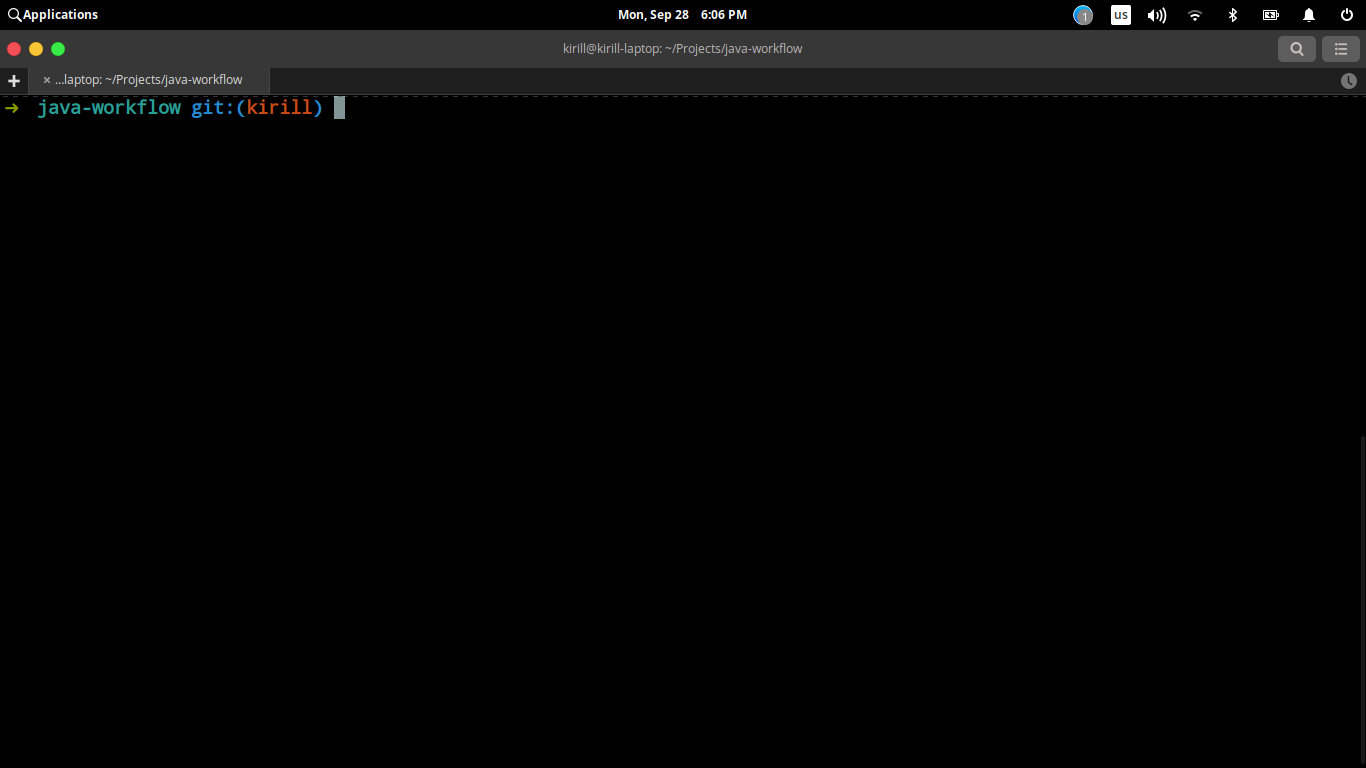 Applications
Mon, Sep 28 6:06 PM
1
us
kirill@kirill-laptop: ~/Projects/java-workflow
...laptop: ~/Projects/java-workflow
➜ java-workflow git:(kirill)